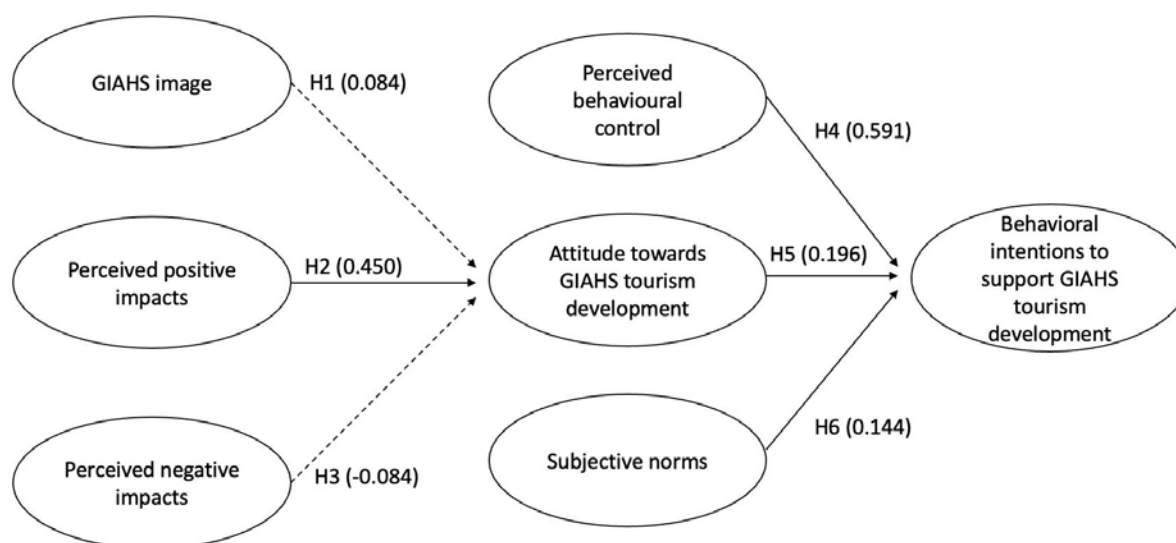 GIAHS image
H1 (0.084)
Perceived
behavioural
control
H4 (0.591)
Perceived positive
impacts
H2 (0.450)
Attitude towards
GIAHS tourism
development
H5 (0.196)
Behavioral
intentions to
support GIAHS
tourism
development
Perceived negative
impacts
H3 (-0.084)
Subjective norms
H6 (0.144)